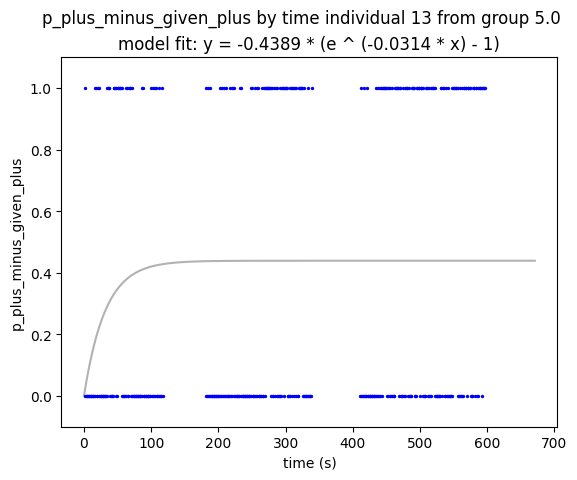 p_plus_minus_given_plus by time individual 13 from group 5.0
model fit: y = -0.4389 * (e ^ (-0.0314 * x) - 1)
1.0
0.8
0.6
0.4
0.2
0.0
p_plus_minus_given_plus
0 100 200 300 400 500 600 700
time (s)